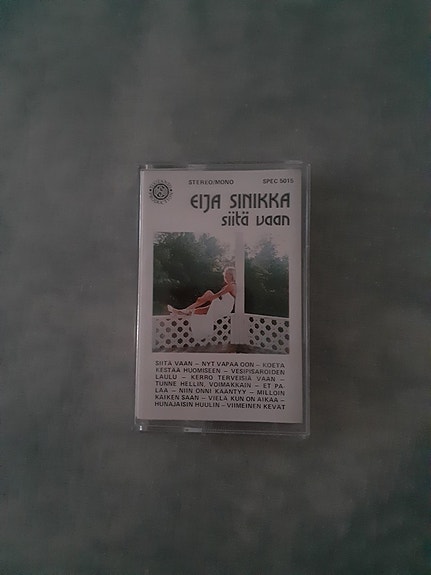 STEREO/MONO SPEC 5015
EIJA SINIKKA
siitä vaan
SIITÄ VAAN – NYT VAPAA OON – KOETA
KESTÄÄ HUOMISEEN – VESIPISAROIDEN
LAULU – KERRO TERVEISIÄ VAAN –
TUNNE HELLIN, VOIMAKKAIN – ET PA-
LAA – NIIN ONNI KÄÄNTYY – MILLOIN
KAIKEN SAAN – VIELÄ KUN ON AIKAA –
HUNAJAISIN HUULIN – VIIMEINEN KEVÄT